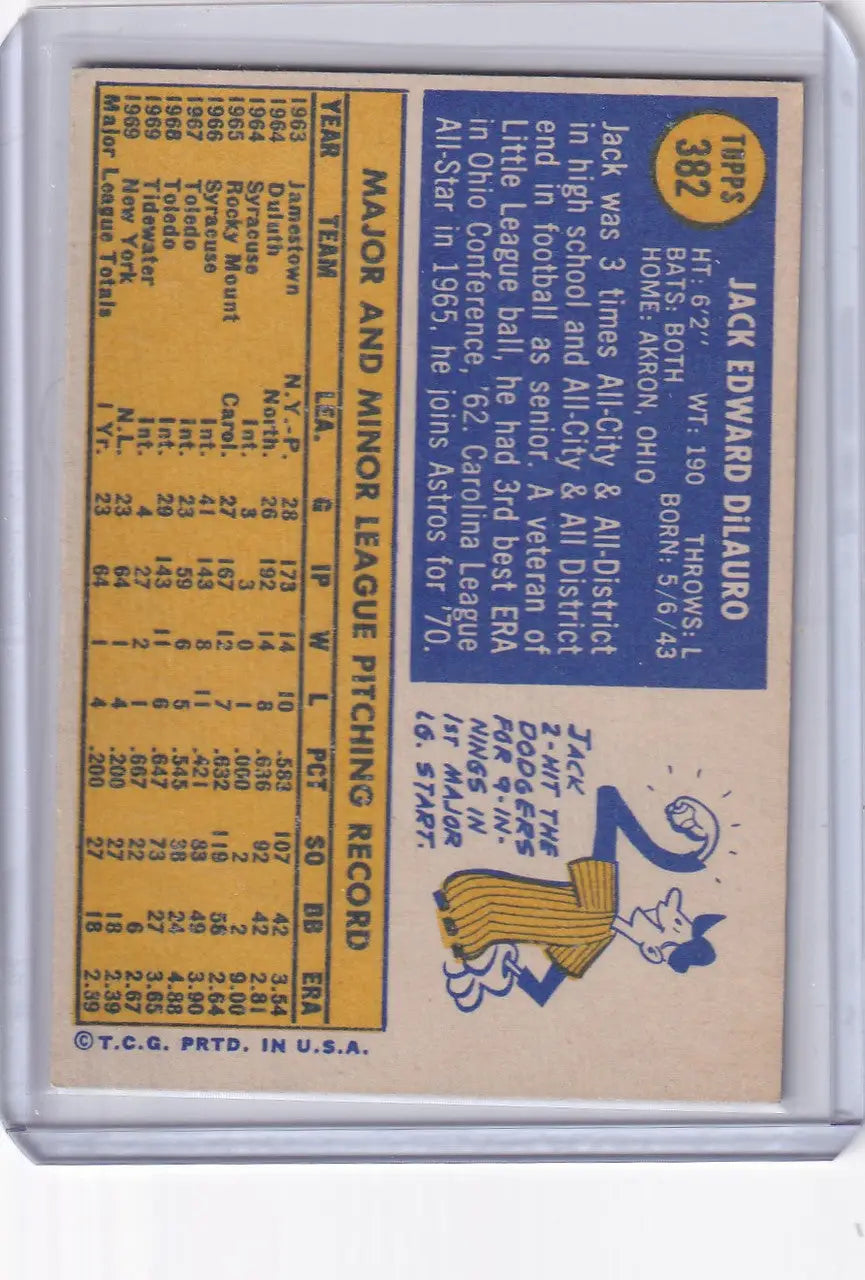 TOPPS
382
JACK EDWARD DiLAURO
HT: 6'2" WT: 190 THROWS: L
BATS: BOTH BORN: 5/6/43
HOME: AKRON, OHIO
Jack was 3 times All-City & All-District
in high school and All-City & All District
end in football as senior. A veteran of
Little League ball, he had 3rd best ERA
in Ohio Conference, '62. Carolina League
All-Star in 1965, he joins Astros for '70.
JACK
2-HIT THE
DODGERS
FOR 9-IN-
NINGS IN
1ST MAJOR
LG. START.
MAJOR AND MINOR LEAGUE PITCHING RECORD
YEAR TEAM LEA. G IP W L PCT SO BB ERA
1963 Jamestown N.Y.-P. 28 173 14 10 .583 107 42 3.54
1964 Duluth North. 26 192 14 8 .636 92 42 2.81
1964 Syracuse Int. 3 3 0 1 .000 2 2 9.00
1965 Rocky Mount Carol. 27 167 12 7 .632 119 56 2.64
1966 Syracuse Int. 41 143 8 11 .421 83 49 3.90
1967 Toledo Int. 23 59 6 5 .545 38 24 4.88
1968 Toledo Int. 29 143 11 6 .647 73 27 3.65
1969 Tidewater Int. 4 27 2 1 .667 22 6 2.67
1969 New York N.L. 23 64 1 4 .200 27 18 2.39
Major League Totals 1 Yr. 23 64 1 4 .200 27 18 2.39
©T.C.G. PRTD. IN U.S.A.